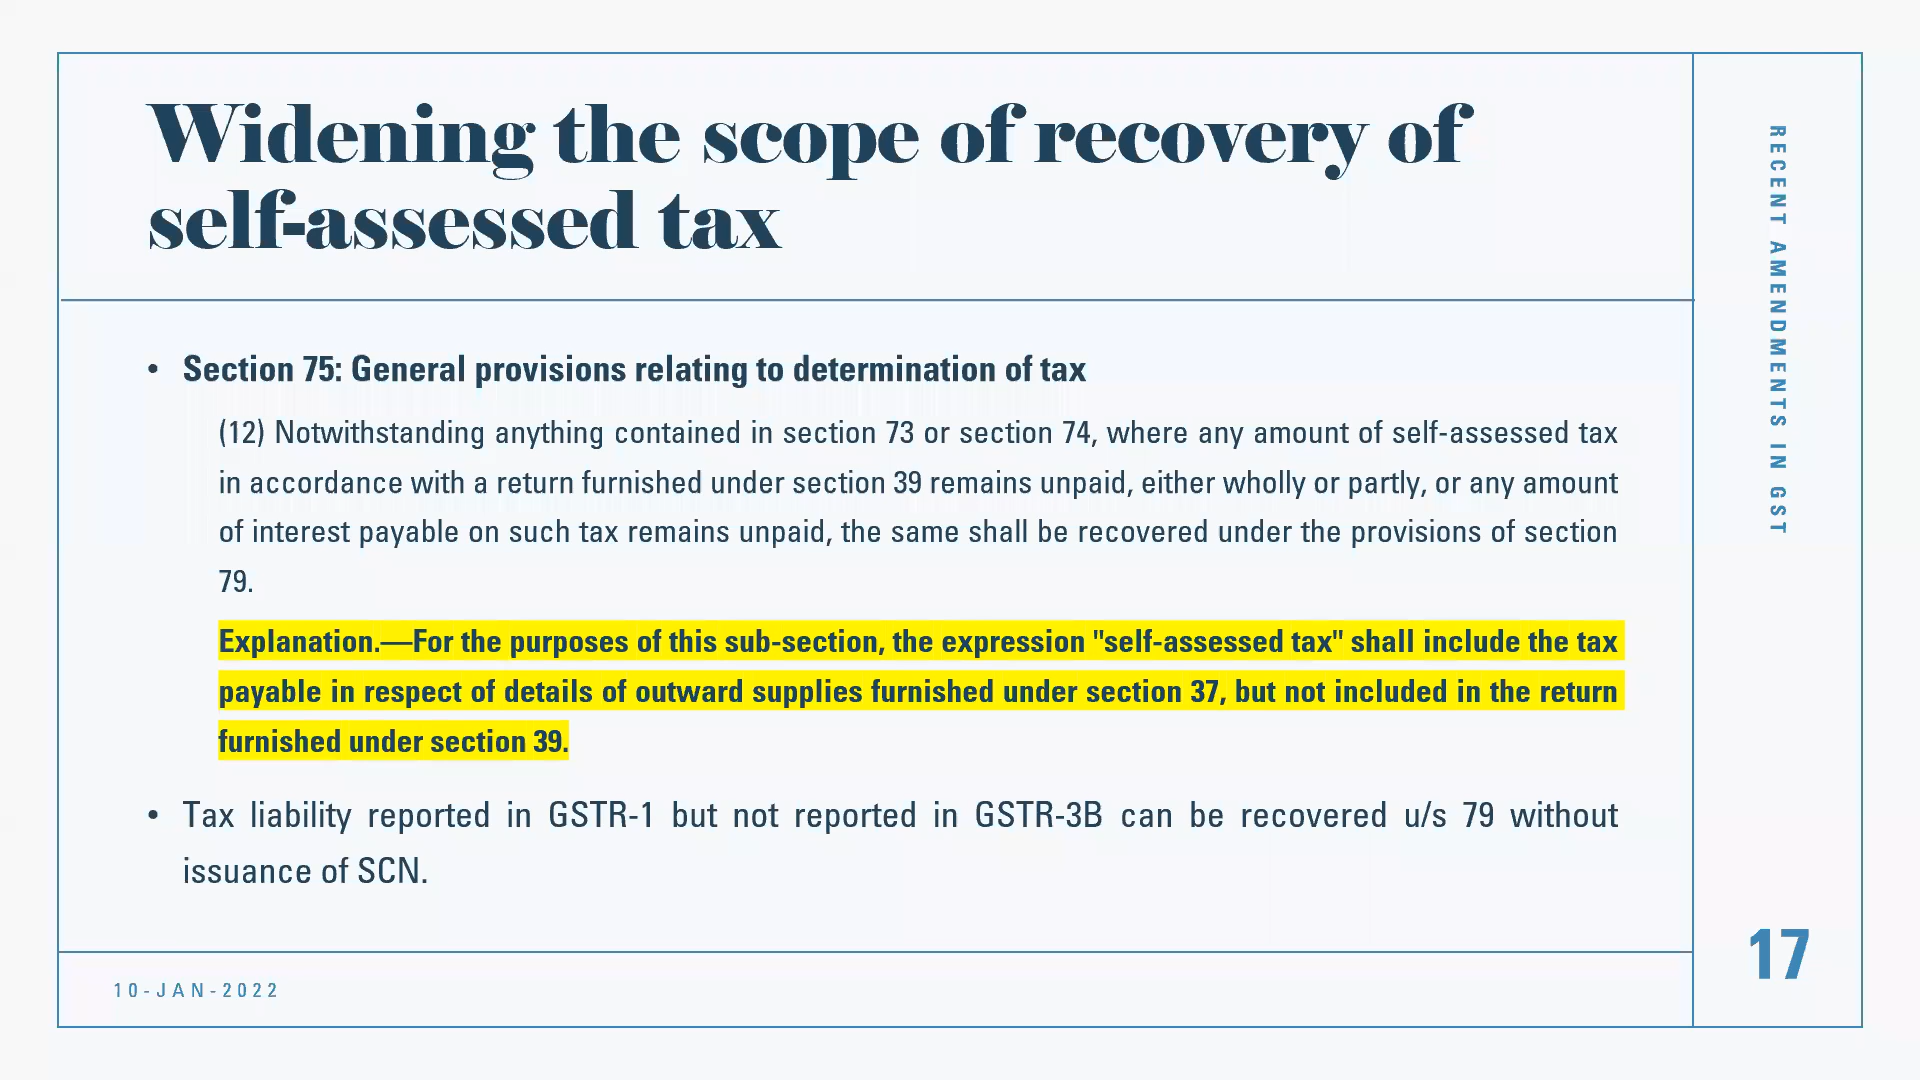 Widening the scope of recovery of
self-assessed tax
• Section 75: General provisions relating to determination of tax
(12) Notwithstanding anything contained in section 73 or section 74, where any amount of self-assessed tax
in accordance with a return furnished under section 39 remains unpaid, either wholly or partly, or any amount
of interest payable on such tax remains unpaid, the same shall be recovered under the provisions of section
79.
Explanation.—For the purposes of this sub-section, the expression "self-assessed tax" shall include the tax
payable in respect of details of outward supplies furnished under section 37, but not included in the return
furnished under section 39.
• Tax liability reported in GSTR-1 but not reported in GSTR-3B can be recovered u/s 79 without
issuance of SCN.
RECENT AMENDMENTS IN GST
17
10-JAN-2022